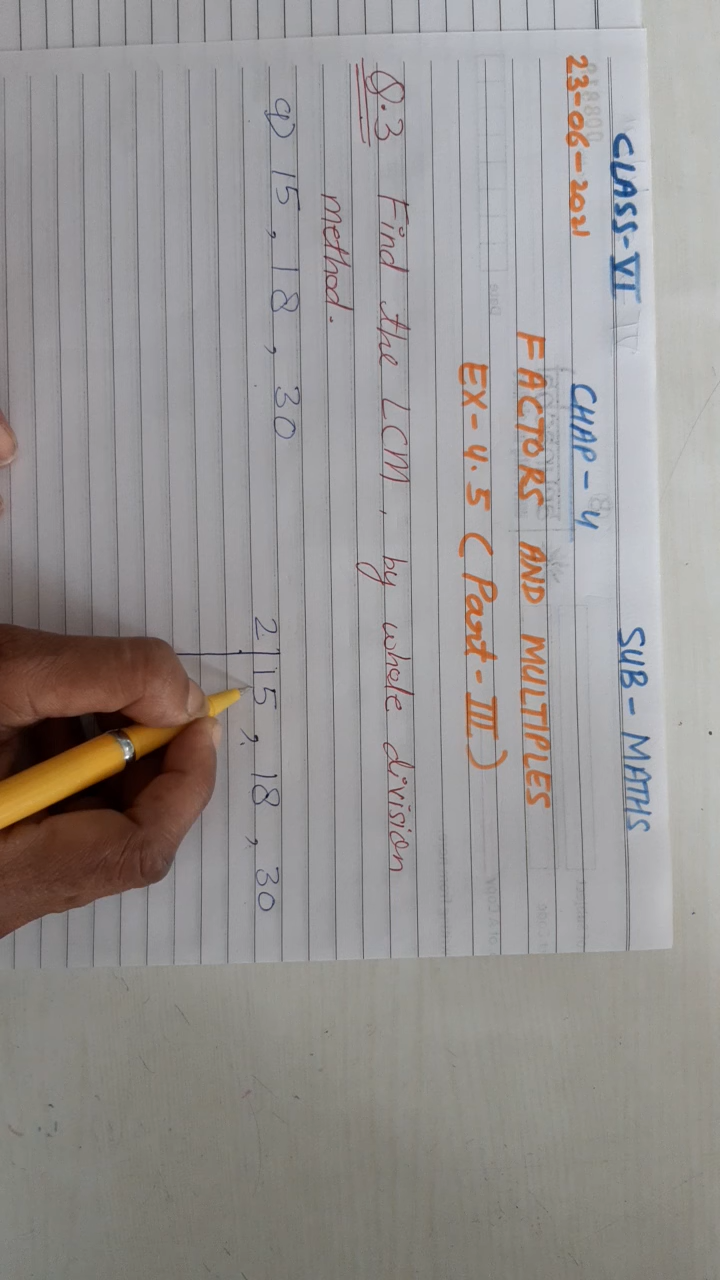 CLASS-VI SUB-MATHS
23-06-2021 CHAP-4
FACTORS AND MULTIPLES
EX-4.5 (Part-III)
Q.3 Find the LCM, by whole division
method.
a) 15, 18, 30
2 15, 18, 30